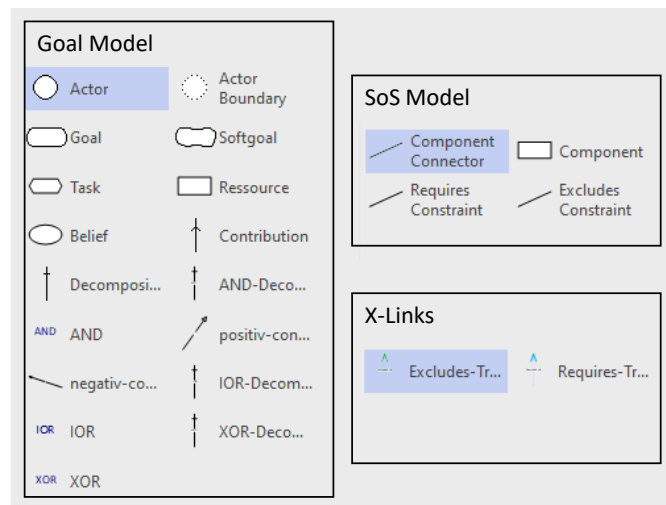 Goal Model
Actor
Actor
Boundary
Goal
Softgoal
Task
Ressource
Belief
Contribution
Decomposi...
AND-Deco...
AND AND
positiv-con...
negativ-co...
IOR-Decom...
IOR IOR
XOR-Deco...
XOR XOR
SoS Model
Component
Connector
Component
Requires
Constraint
Excludes
Constraint
X-Links
Excludes-Tr...
Requires-Tr...